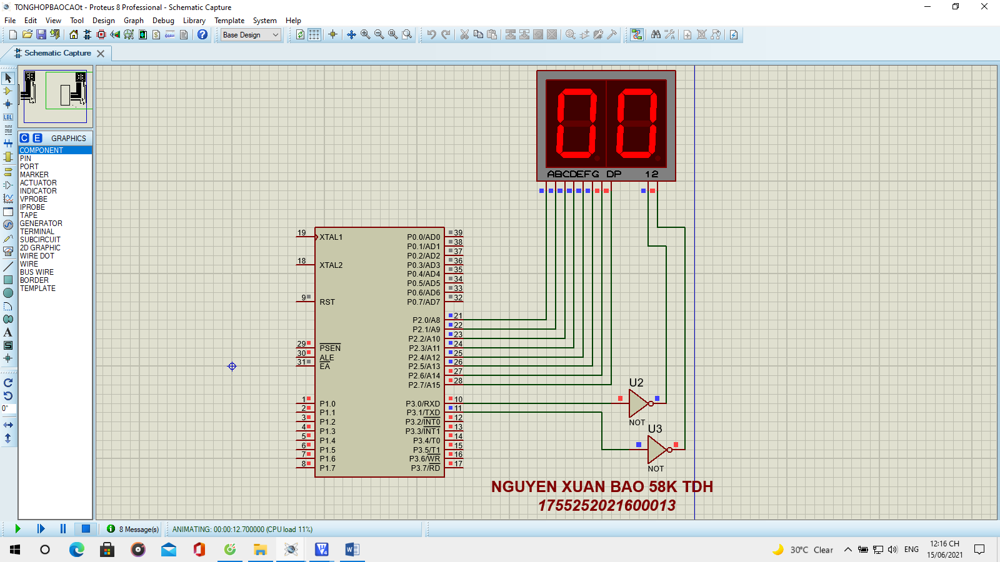 TONGHOPBAOCAOt - Proteus 8 Professional - Schematic Capture
File Edit View Tool Design Graph Debug Library Template System Help
Base Design
Schematic Capture
C E GRAPHICS
COMPONENT
PIN
PORT
MARKER
ACTUATOR
INDICATOR
VPROBE
IPROBE
TAPE
GENERATOR
TERMINAL
SUBCIRCUIT
2D GRAPHIC
WIRE DOT
WIRE
BUS WIRE
BORDER
TEMPLATE
LBL
A
S
0°
00
ABCDEFG DP 12
19 XTAL1 P0.0/AD0 39
P0.1/AD1 38
P0.2/AD2 37
18 XTAL2 P0.3/AD3 36
P0.4/AD4 35
P0.5/AD5 34
P0.6/AD6 33
9 RST P0.7/AD7 32
P2.0/A8 21
P2.1/A9 22
P2.2/A10 23
29 PSEN P2.3/A11 24
30 ALE P2.4/A12 25
31 EA P2.5/A13 26
P2.6/A14 27
P2.7/A15 28
1 P1.0 P3.0/RXD 10
2 P1.1 P3.1/TXD 11
3 P1.2 P3.2/INT0 12
4 P1.3 P3.3/INT1 13
5 P1.4 P3.4/T0 14
6 P1.5 P3.5/T1 15
7 P1.6 P3.6/WR 16
8 P1.7 P3.7/RD 17
U2
NOT
U3
NOT
NGUYEN XUAN BAO 58K TDH
1755252021600013
8 Message(s) ANIMATING: 00:00:12.700000 (CPU load 11%)
30°C Clear ENG 12:16 CH
15/06/2021